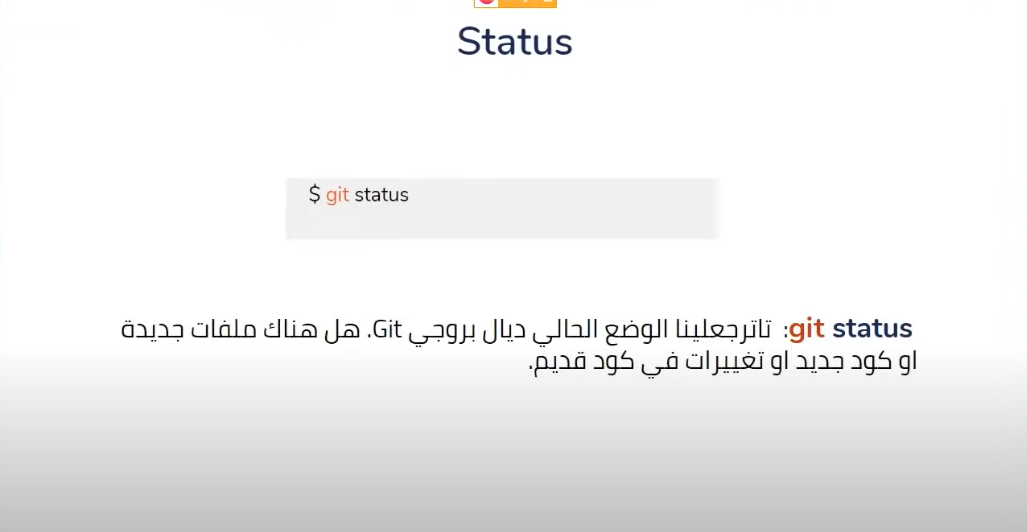 Status
$ git status
git status: تاترجعلينا الوضع الحالي ديال بروجي Git. هل هناك ملفات جديدة
او كود جديد او تغييرات في كود قديم.